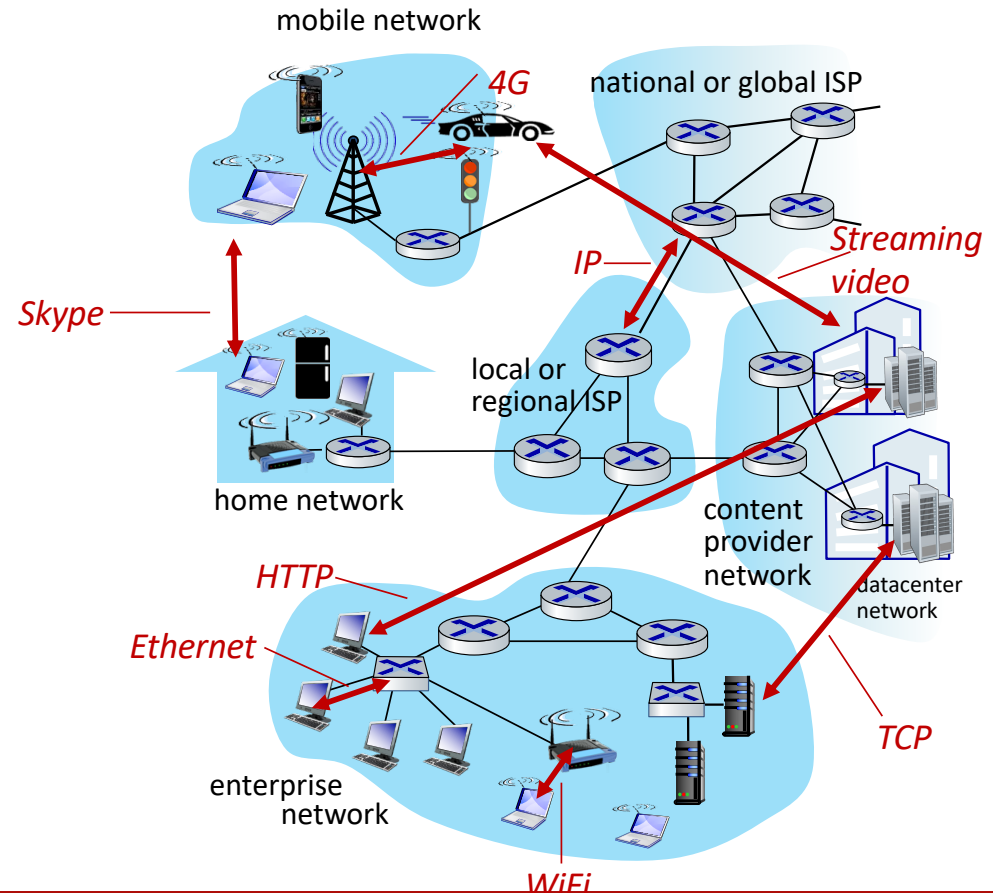 mobile network
4G
national or global ISP
Streaming
video
IP
Skype
local or
regional ISP
home network
content
provider
network
datacenter
network
HTTP
Ethernet
TCP
enterprise
network
WiFi